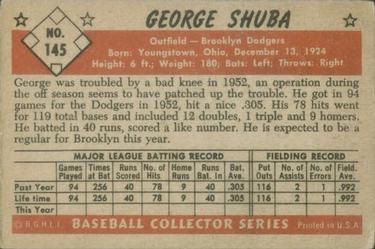 NO.
145
GEORGE SHUBA
Outfield — Brooklyn Dodgers
Born: Youngstown, Ohio, December 13, 1924
Height: 6 ft.; Weight: 180; Bats: Left; Throws: Right
George was troubled by a bad knee in 1952, an operation during
the off season seems to have patched up the trouble. He got in 94
games for the Dodgers in 1952, hit a nice .305. His 78 hits went
for 119 total bases and included 12 doubles, 1 triple and 9 homers.
He batted in 40 runs, scored a like number. He is expected to be a
regular for Brooklyn this year.
MAJOR LEAGUE BATTING RECORD FIELDING RECORD
Games Played Times at Bat Runs Scored No. of Hits Home Runs Runs Bat. In Bat. Ave. Put Outs No. of Assists No. of Errors Field. Ave.
Past Year 94 256 40 78 9 40 .305 116 2 1 .992
Life time 94 256 40 78 9 40 .305 116 2 1 .992
This Year
© B.G.H.L.I. BASEBALL COLLECTOR SERIES Printed in U.S.A.